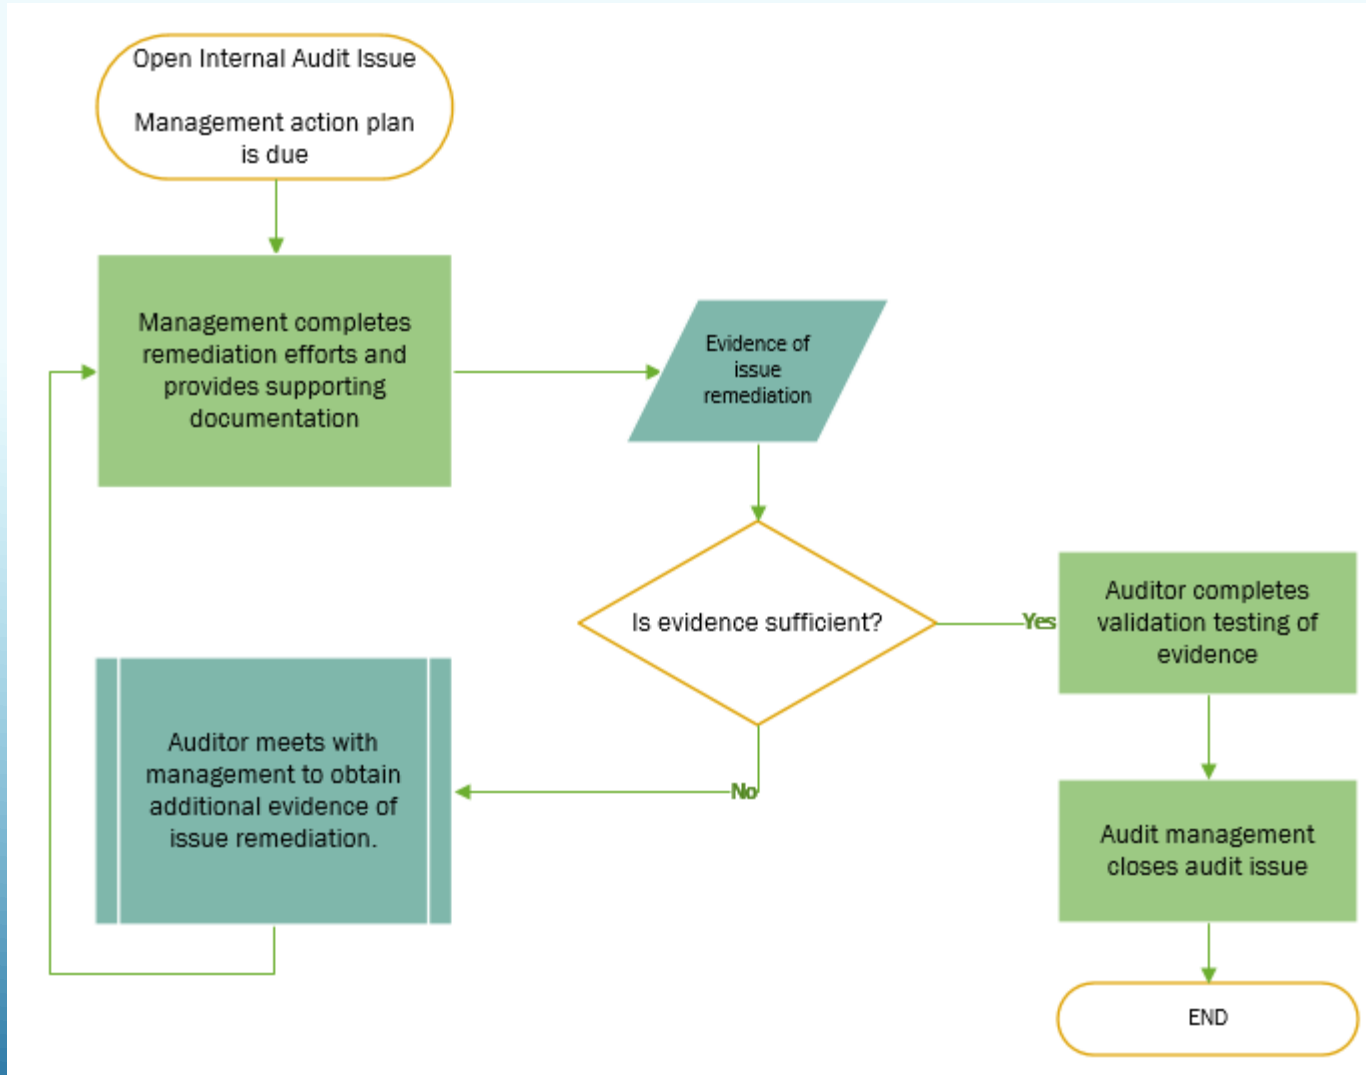 Open Internal Audit Issue
Management action plan
is due
Management completes
remediation efforts and
provides supporting
documentation
Evidence of
issue
remediation
Is evidence sufficient?
Yes
Auditor completes
validation testing of
evidence
No
Auditor meets with
management to obtain
additional evidence of
issue remediation.
Audit management
closes audit issue
END